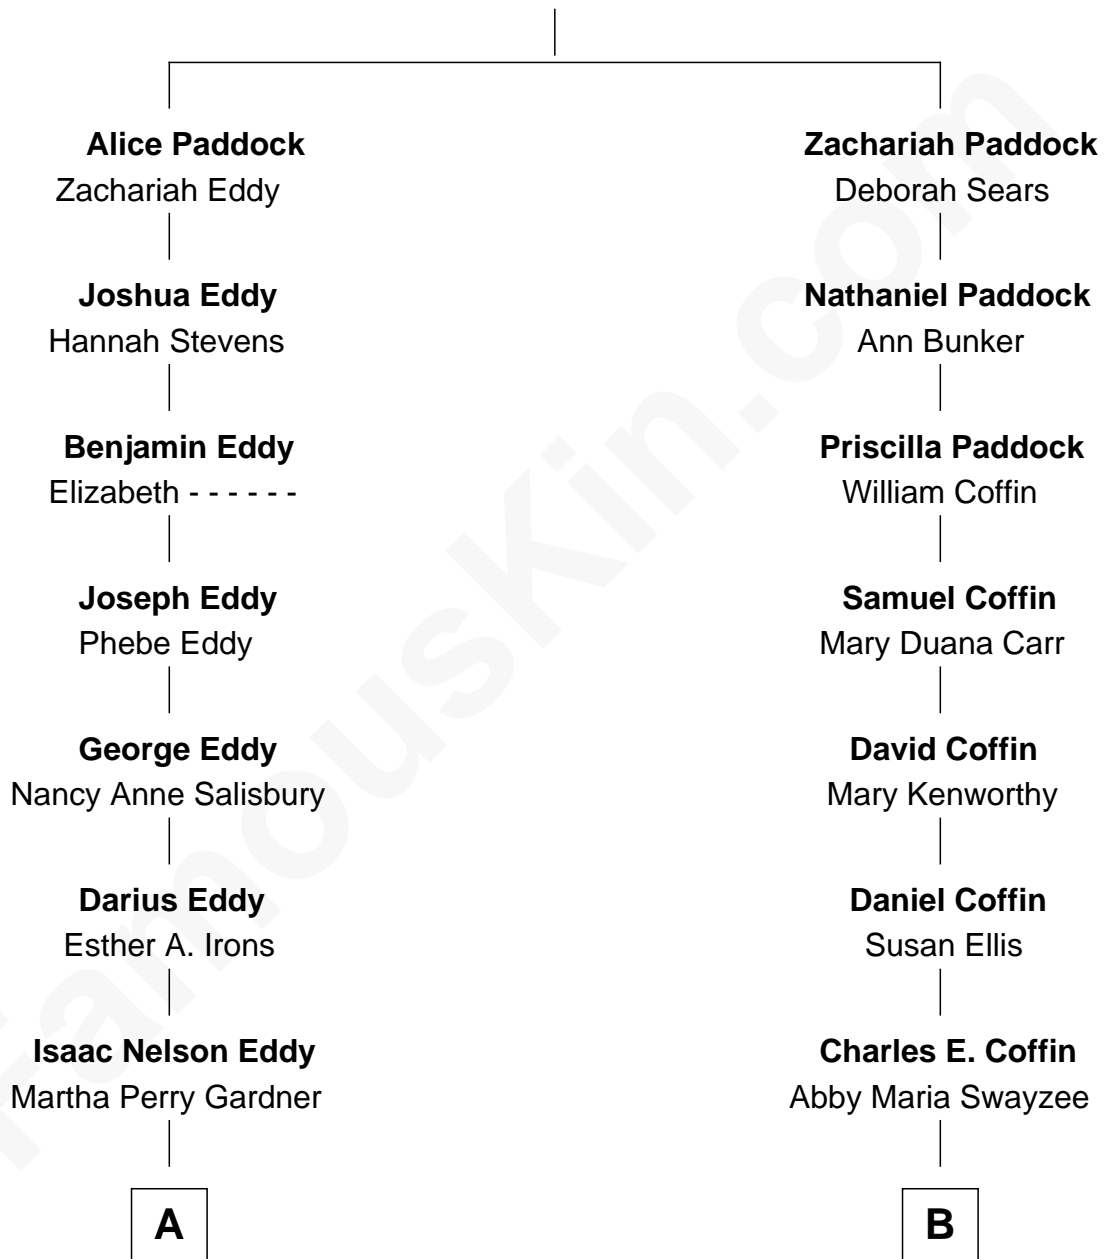 Alice Paddock
Zachariah Eddy
Joshua Eddy
Hannah Stevens
Benjamin Eddy
Elizabeth - - - - - -
Joseph Eddy
Phebe Eddy
George Eddy
Nancy Anne Salisbury
Darius Eddy
Esther A. Irons
Isaac Nelson Eddy
Martha Perry Gardner
A
Zachariah Paddock
Deborah Sears
Nathaniel Paddock
Ann Bunker
Priscilla Paddock
William Coffin
Samuel Coffin
Mary Duana Carr
David Coffin
Mary Kenworthy
Daniel Coffin
Susan Ellis
Charles E. Coffin
Abby Maria Swayzee
B
FamousKin.com